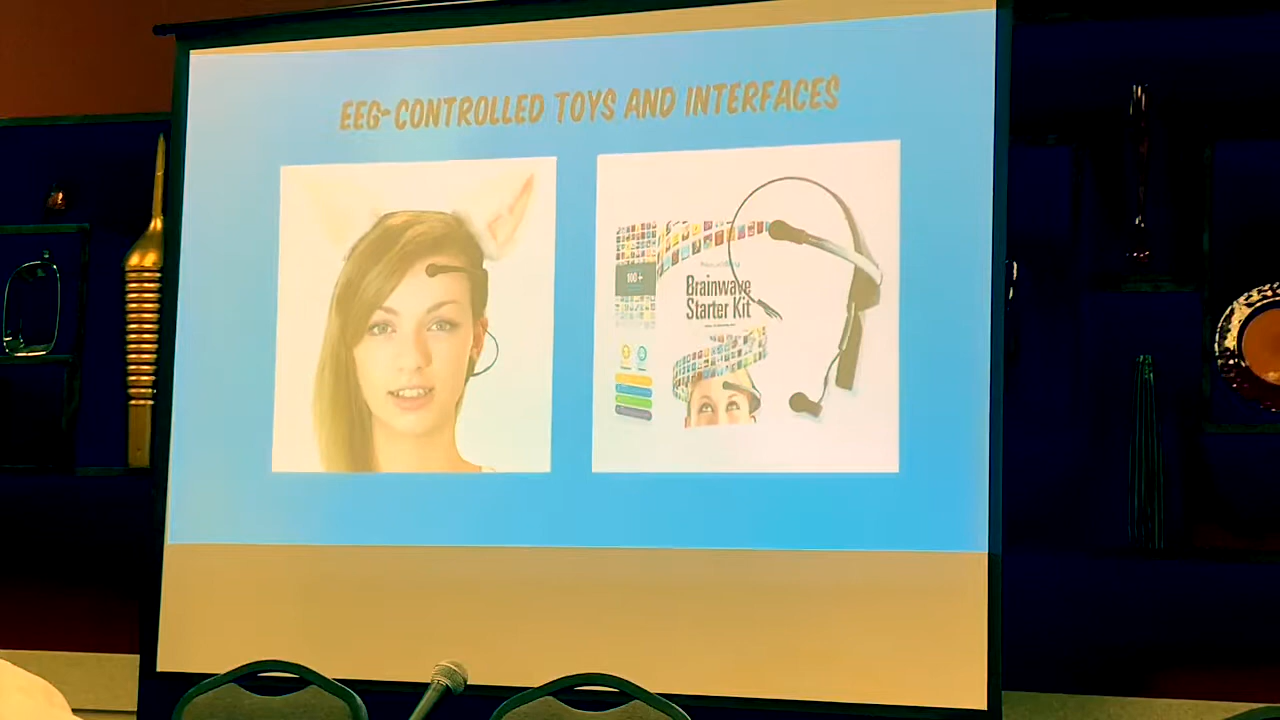 EEG-CONTROLLED TOYS AND INTERFACES
100+
Brainwave
Starter Kit